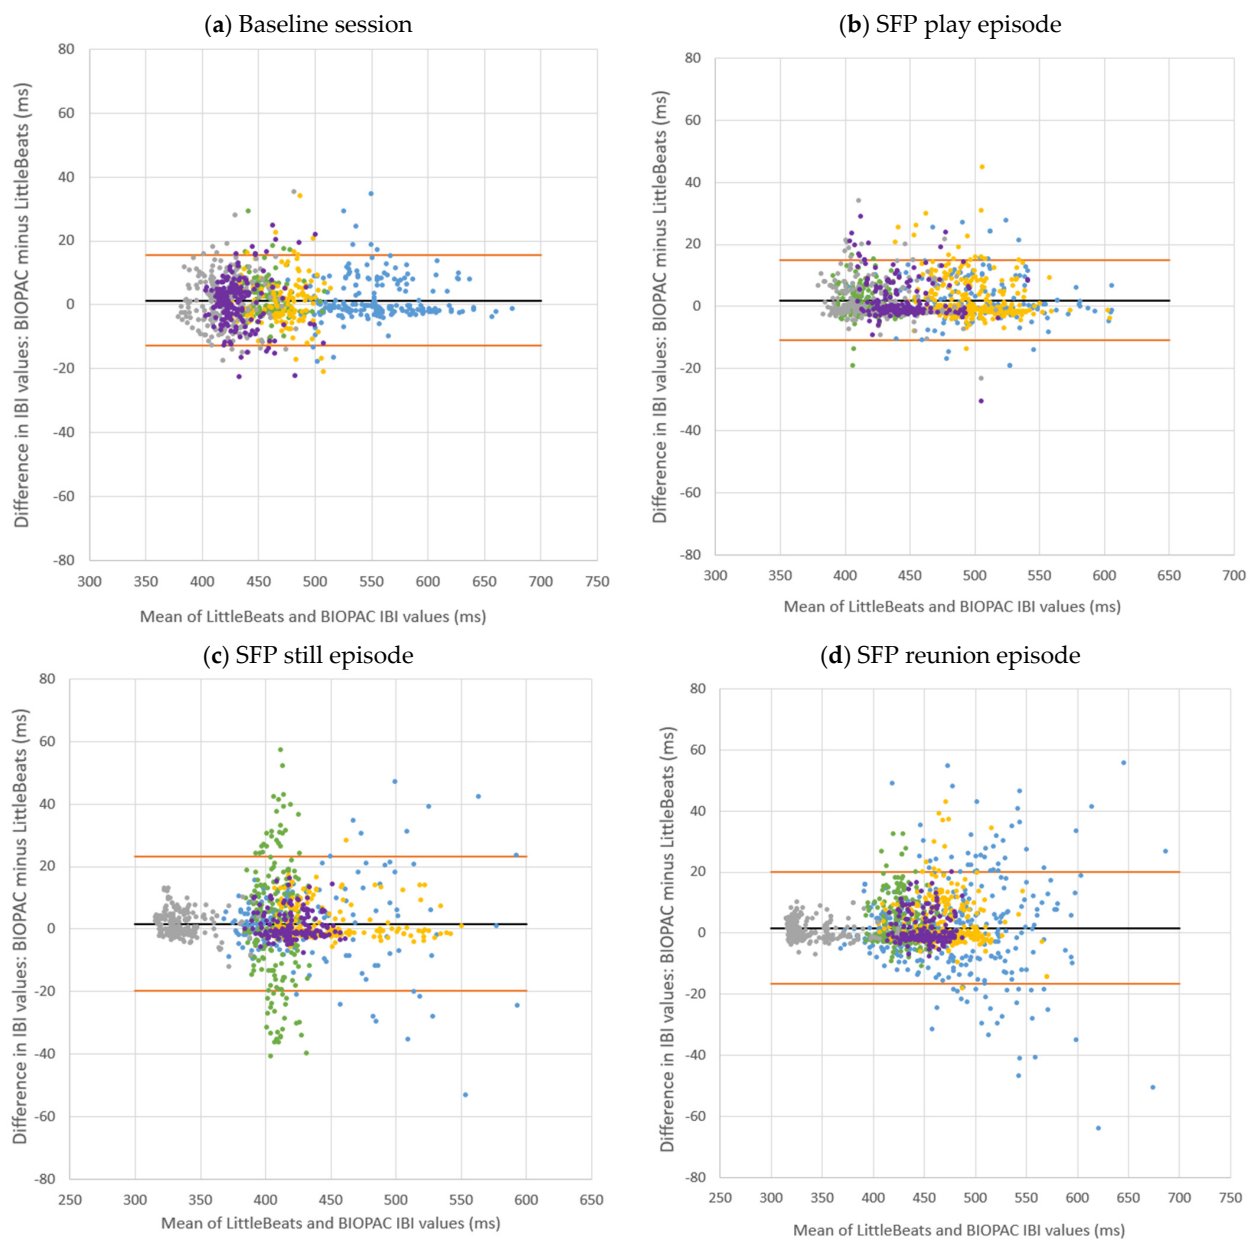 (a) Baseline session
Difference in IBI values: BIOPAC minus LittleBeats (ms)
80
60
40
20
0
-20
-40
-60
-80
300 350 400 450 500 550 600 650 700 750
Mean of LittleBeats and BIOPAC IBI values (ms)
(b) SFP play episode
Difference in IBI values: BIOPAC minus LittleBeats (ms)
80
60
40
20
0
-20
-40
-60
-80
300 350 400 450 500 550 600 650 700
Mean of LittleBeats and BIOPAC IBI values (ms)
(c) SFP still episode
Difference in IBI values: BIOPAC minus LittleBeats (ms)
80
60
40
20
0
-20
-40
-60
-80
250 300 350 400 450 500 550 600 650
Mean of LittleBeats and BIOPAC IBI values (ms)
(d) SFP reunion episode
Difference in IBI values: BIOPAC minus LittleBeats (ms)
80
60
40
20
0
-20
-40
-60
-80
250 300 350 400 450 500 550 600 650 700 750
Mean of LittleBeats and BIOPAC IBI values (ms)